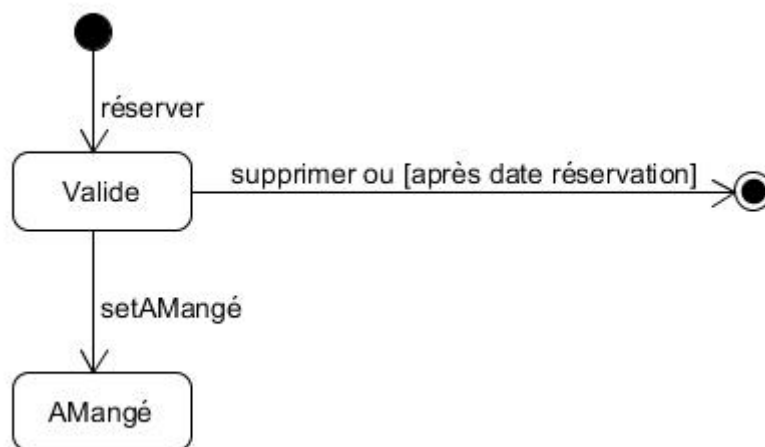 réserver
Valide
supprimer ou [après date réservation]
setAMangé
AMangé